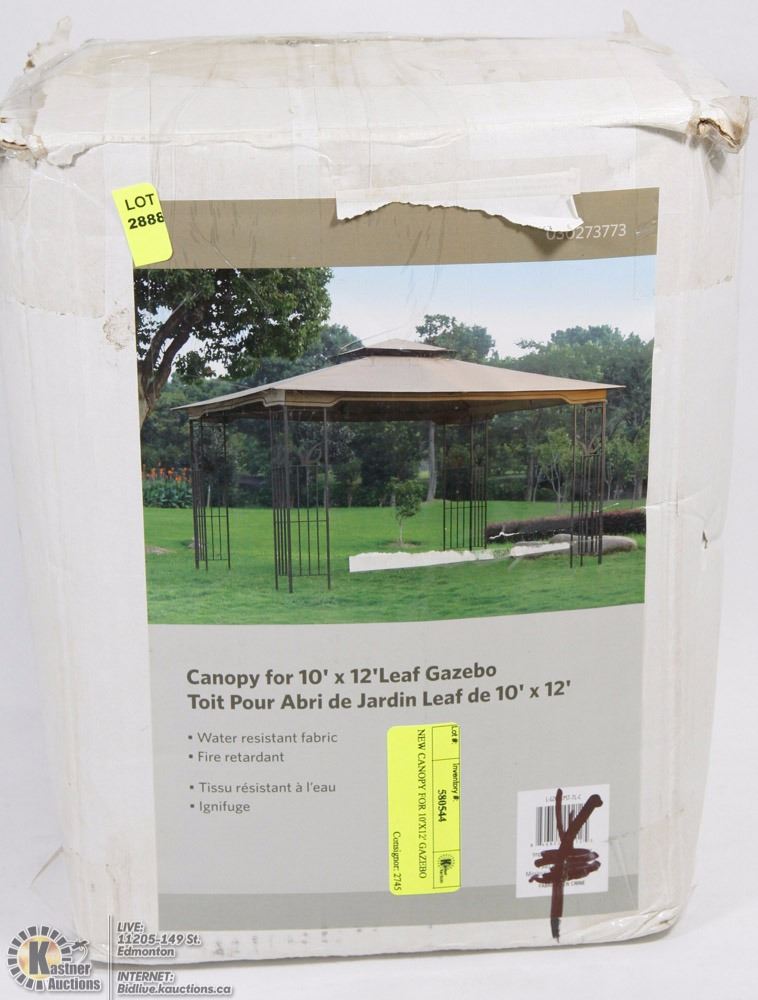 LOT
2888
030273773
Canopy for 10' x 12'Leaf Gazebo
Toit Pour Abri de Jardin Leaf de 10' x 12'
• Water resistant fabric
• Fire retardant
• Tissu résistant à l'eau
• Ignifuge
Lot #:
Inventory #:
580544
NEW CANOPY FOR 10'X12' GAZEBO
Consignor: 2745
K
Kastner
Auctions
LIVE:
11205-149 St.
Edmonton
INTERNET:
Bidlive.kauctions.ca